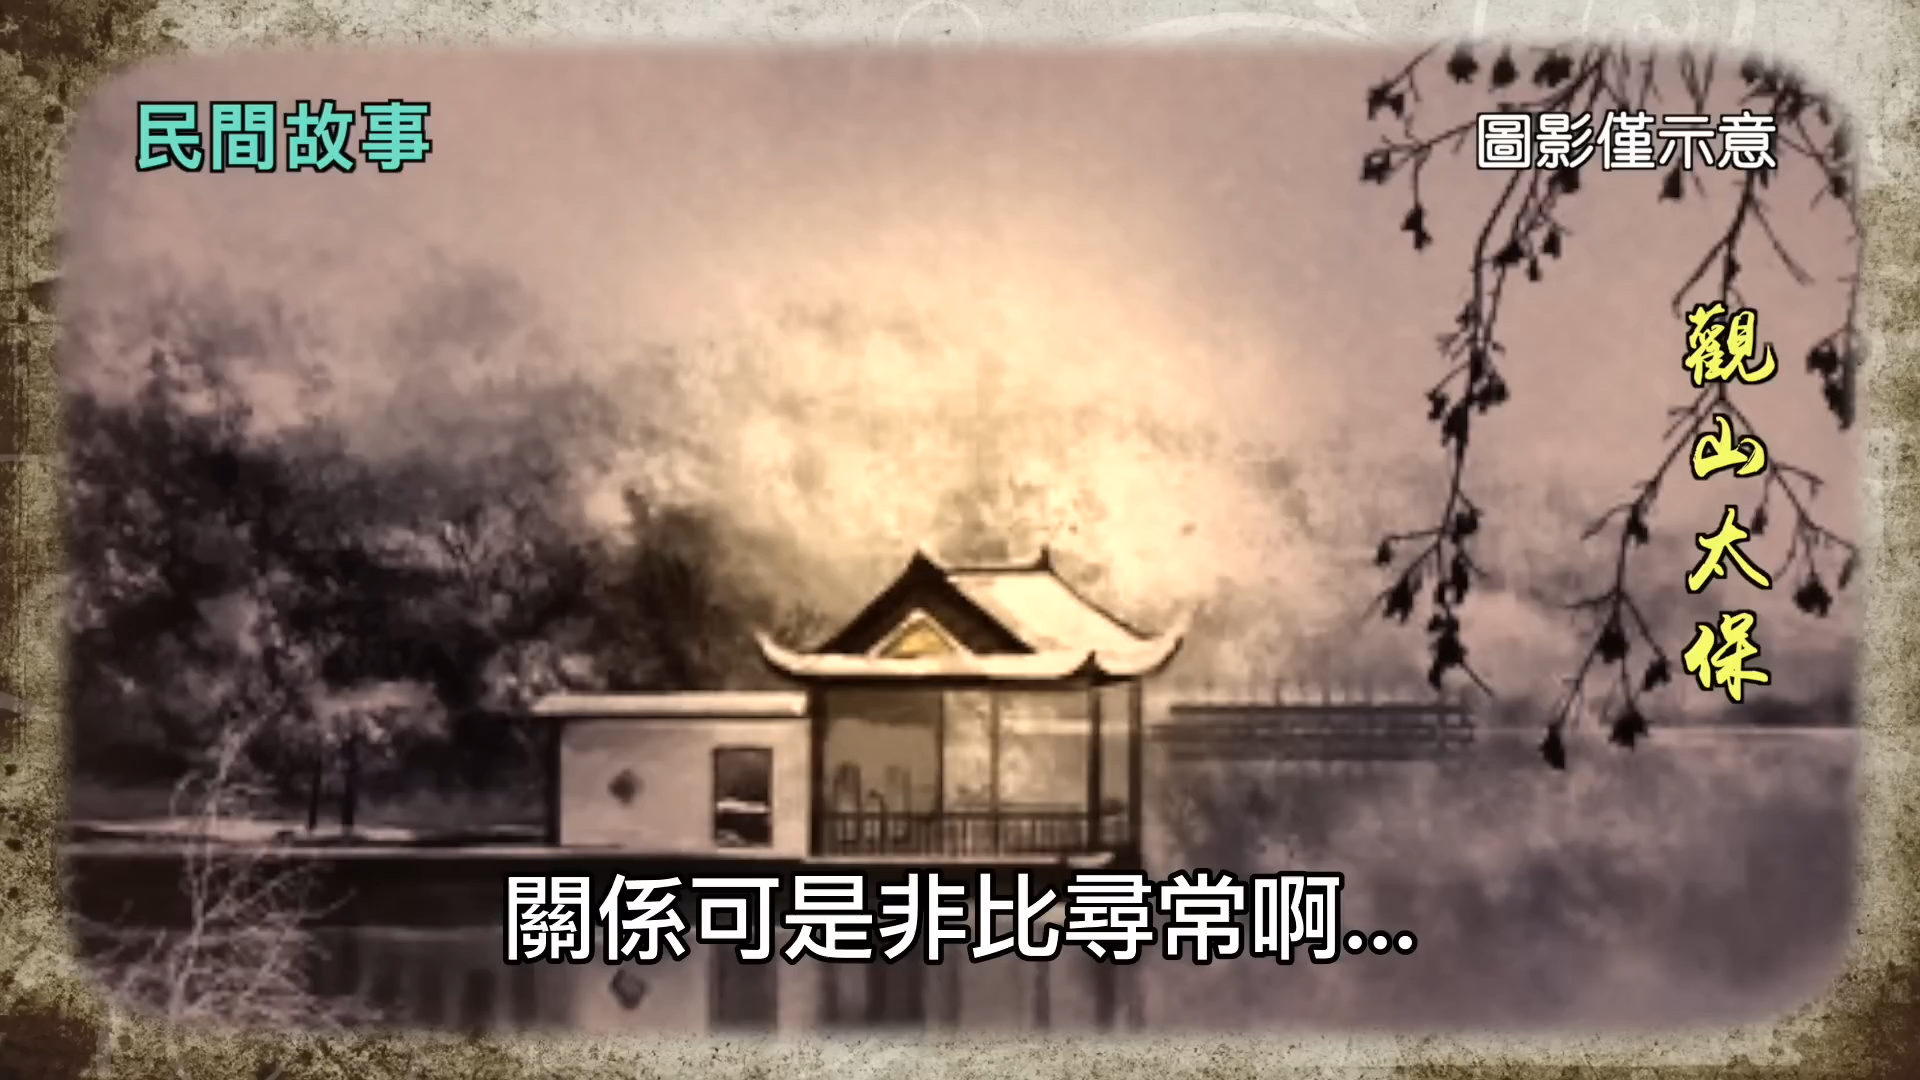 民間故事
圖影僅示意
觀山太保
關係可是非比尋常啊...